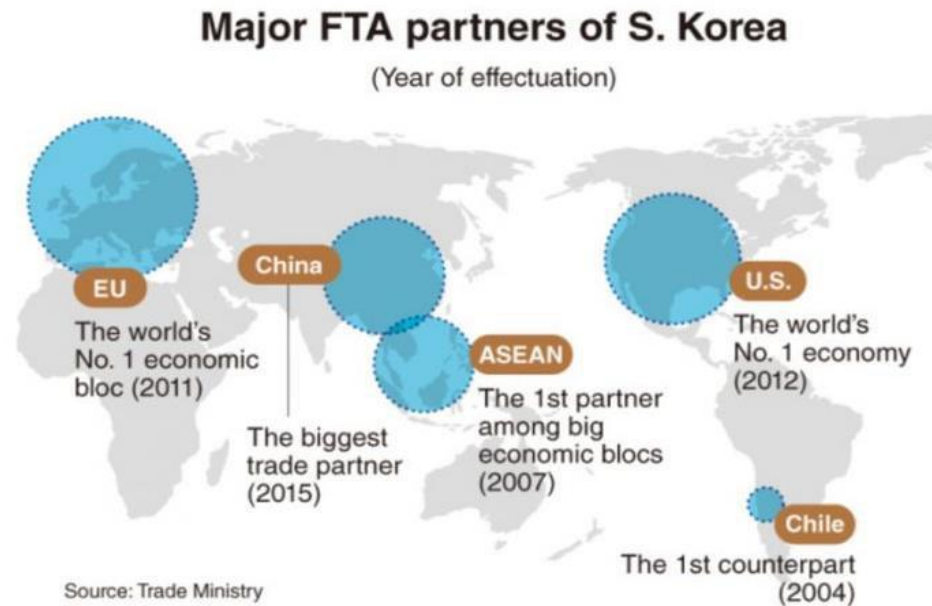 Major FTA partners of S. Korea
(Year of effectuation)
EU
The world's
No. 1 economic
bloc (2011)
China
The biggest
trade partner
(2015)
ASEAN
The 1st partner
among big
economic blocs
(2007)
U.S.
The world's
No. 1 economy
(2012)
Chile
The 1st counterpart
(2004)
Source: Trade Ministry